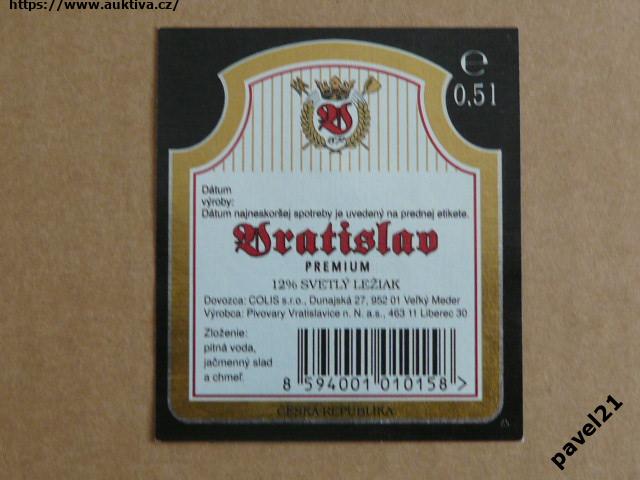 https://www.auktiva.cz/
e
0,5l
V
Dátum
výroby:
Dátum najneskoršej spotreby je uvedený na prednej etikete.
Vratislav
PREMIUM
12% SVETLÝ LEŽIAK
Dovozca: COLIS s.r.o., Dunajská 27, 952 01 Veľký Meder
Výrobca: Pivovary Vratislavice n. N. a.s., 463 11 Liberec 30
Zloženie:
pitná voda,
jačmenný slad
a chmeľ.
8 594001 010158 >
ČESKÁ REPUBLIKA
pavel21